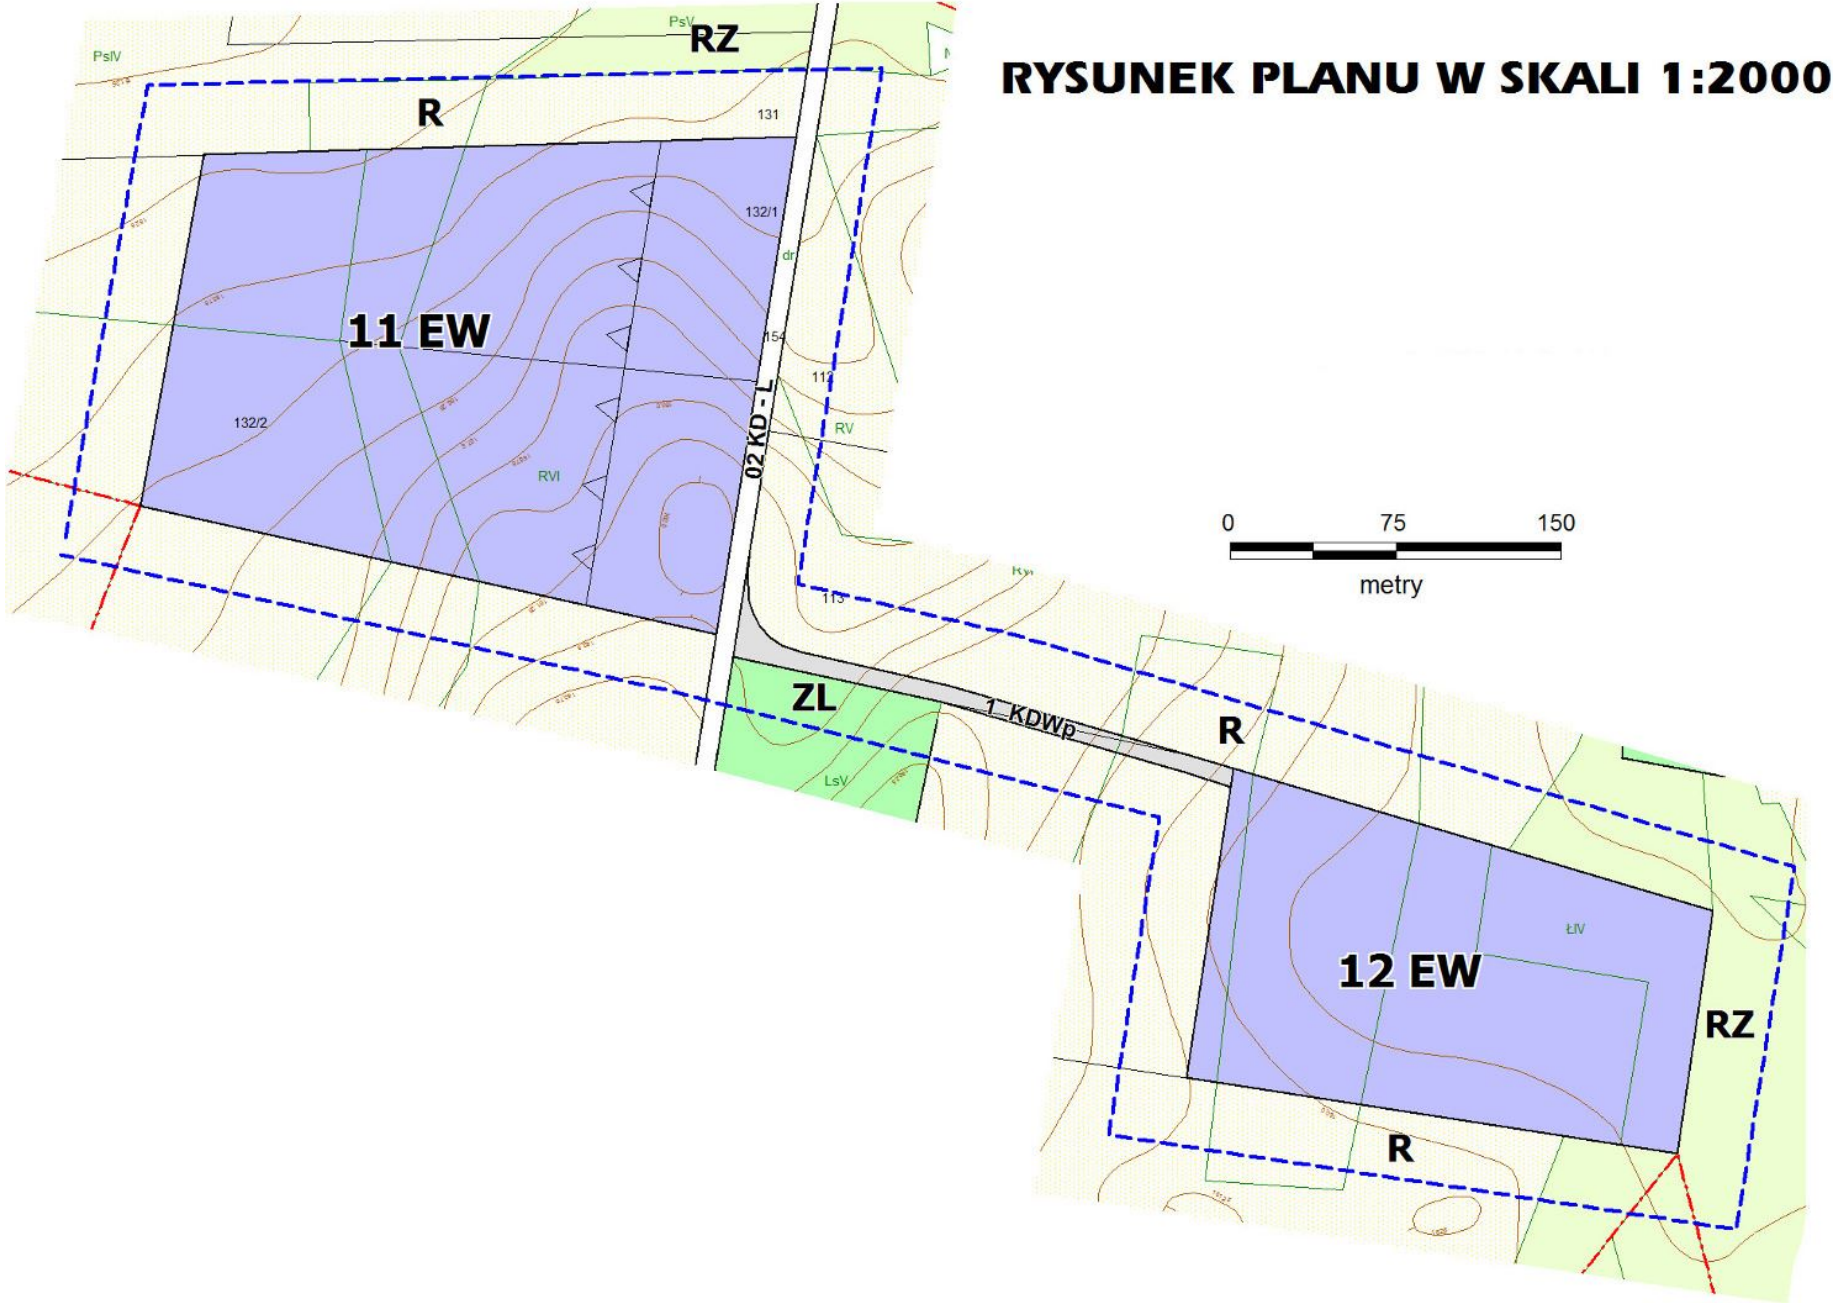 PsV
RZ
PsIV
RYSUNEK PLANU W SKALI 1:2000
R
131
132/1
dr
11 EW
154
112
132/2
02 KD - L
RV
RVI
0 75 150
metry
113
ZL
1 KDWp
R
LsV
ŁIV
12 EW
RZ
R